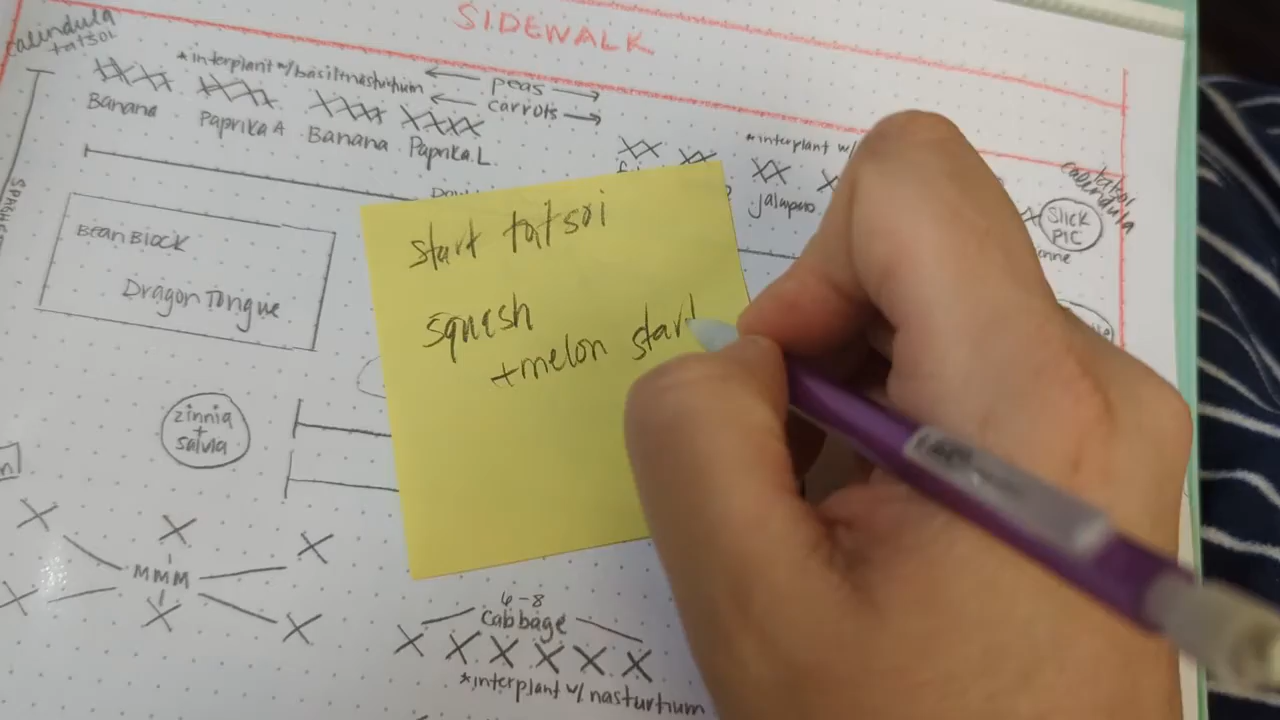 SIDEWALK
calindula
tatsoi
*interplant w/basil+nasturtium
peas
carrots
Banana
Paprika A
Banana
Paprika L
*interplant w/
jalapeno
tatsoi
calendula
SLICK
PIC
Bean Block
Dragon Tongue
start tatsoi
squash
+melon start
zinnia
+
salvia
MMM
6-8
cabbage
*interplant w/ nasturtium